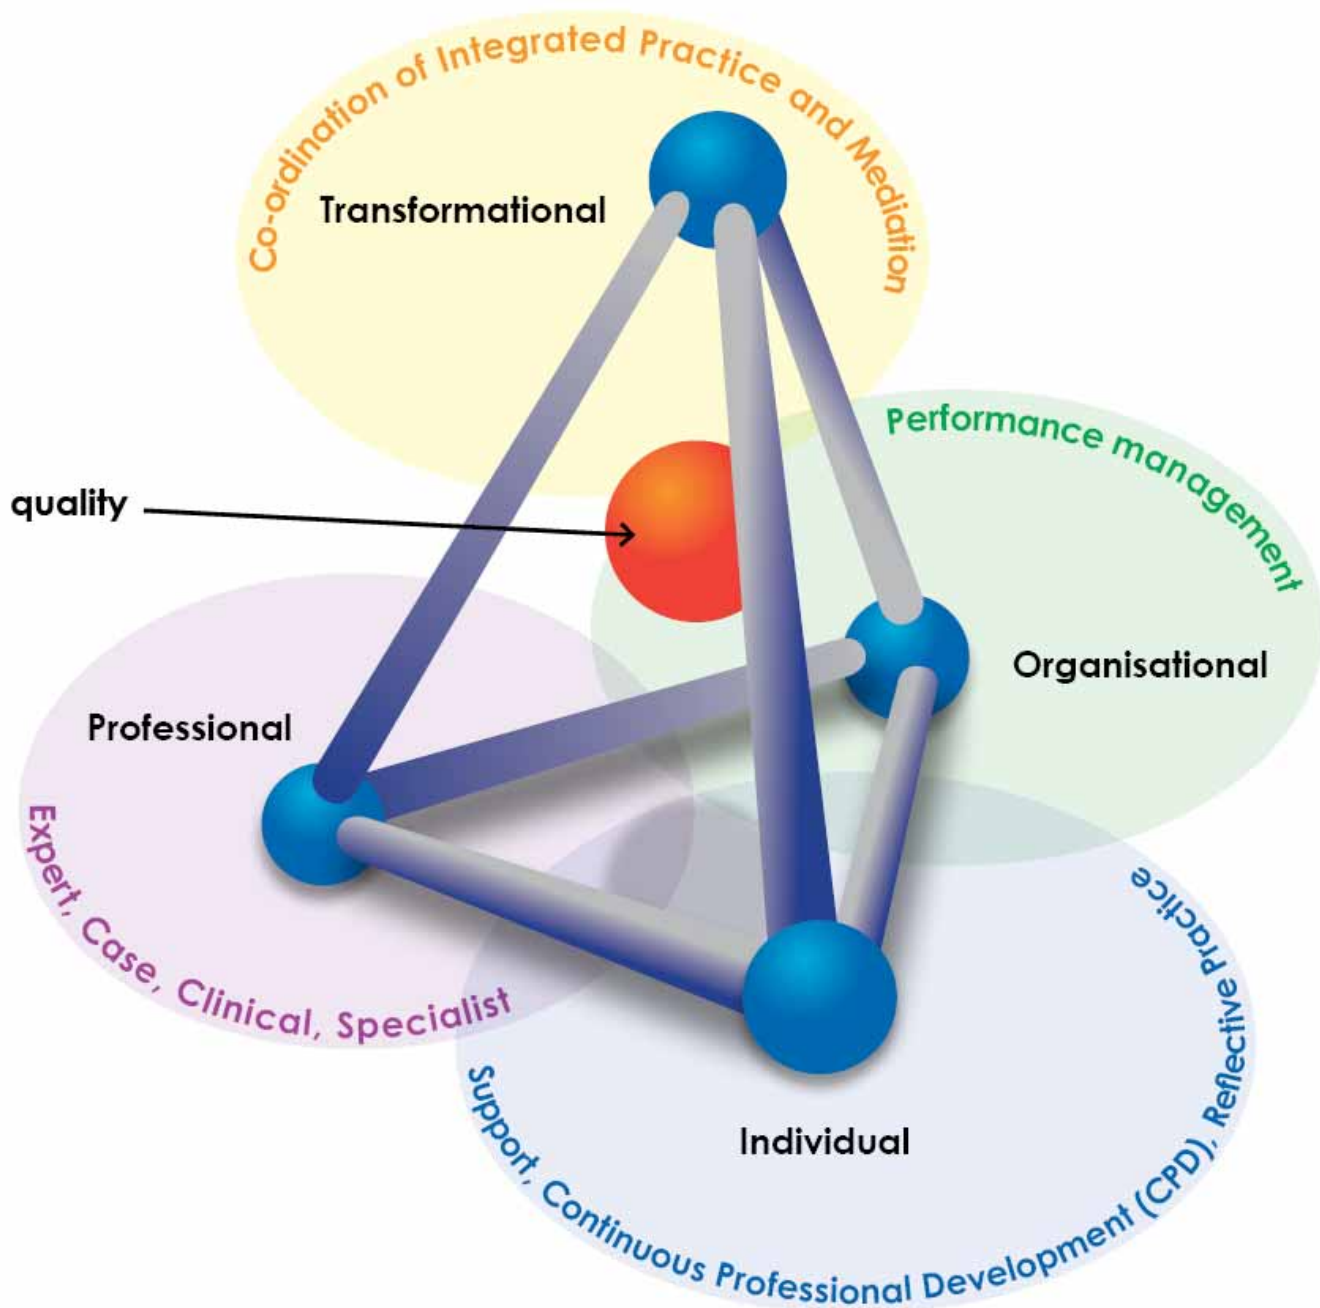 Co-ordination of Integrated Practice and Mediation
Transformational
Performance management
quality
Organisational
Professional
Expert, Case, Clinical, Specialist
Individual
Support, Continuous Professional Development (CPD), Reflective Practice